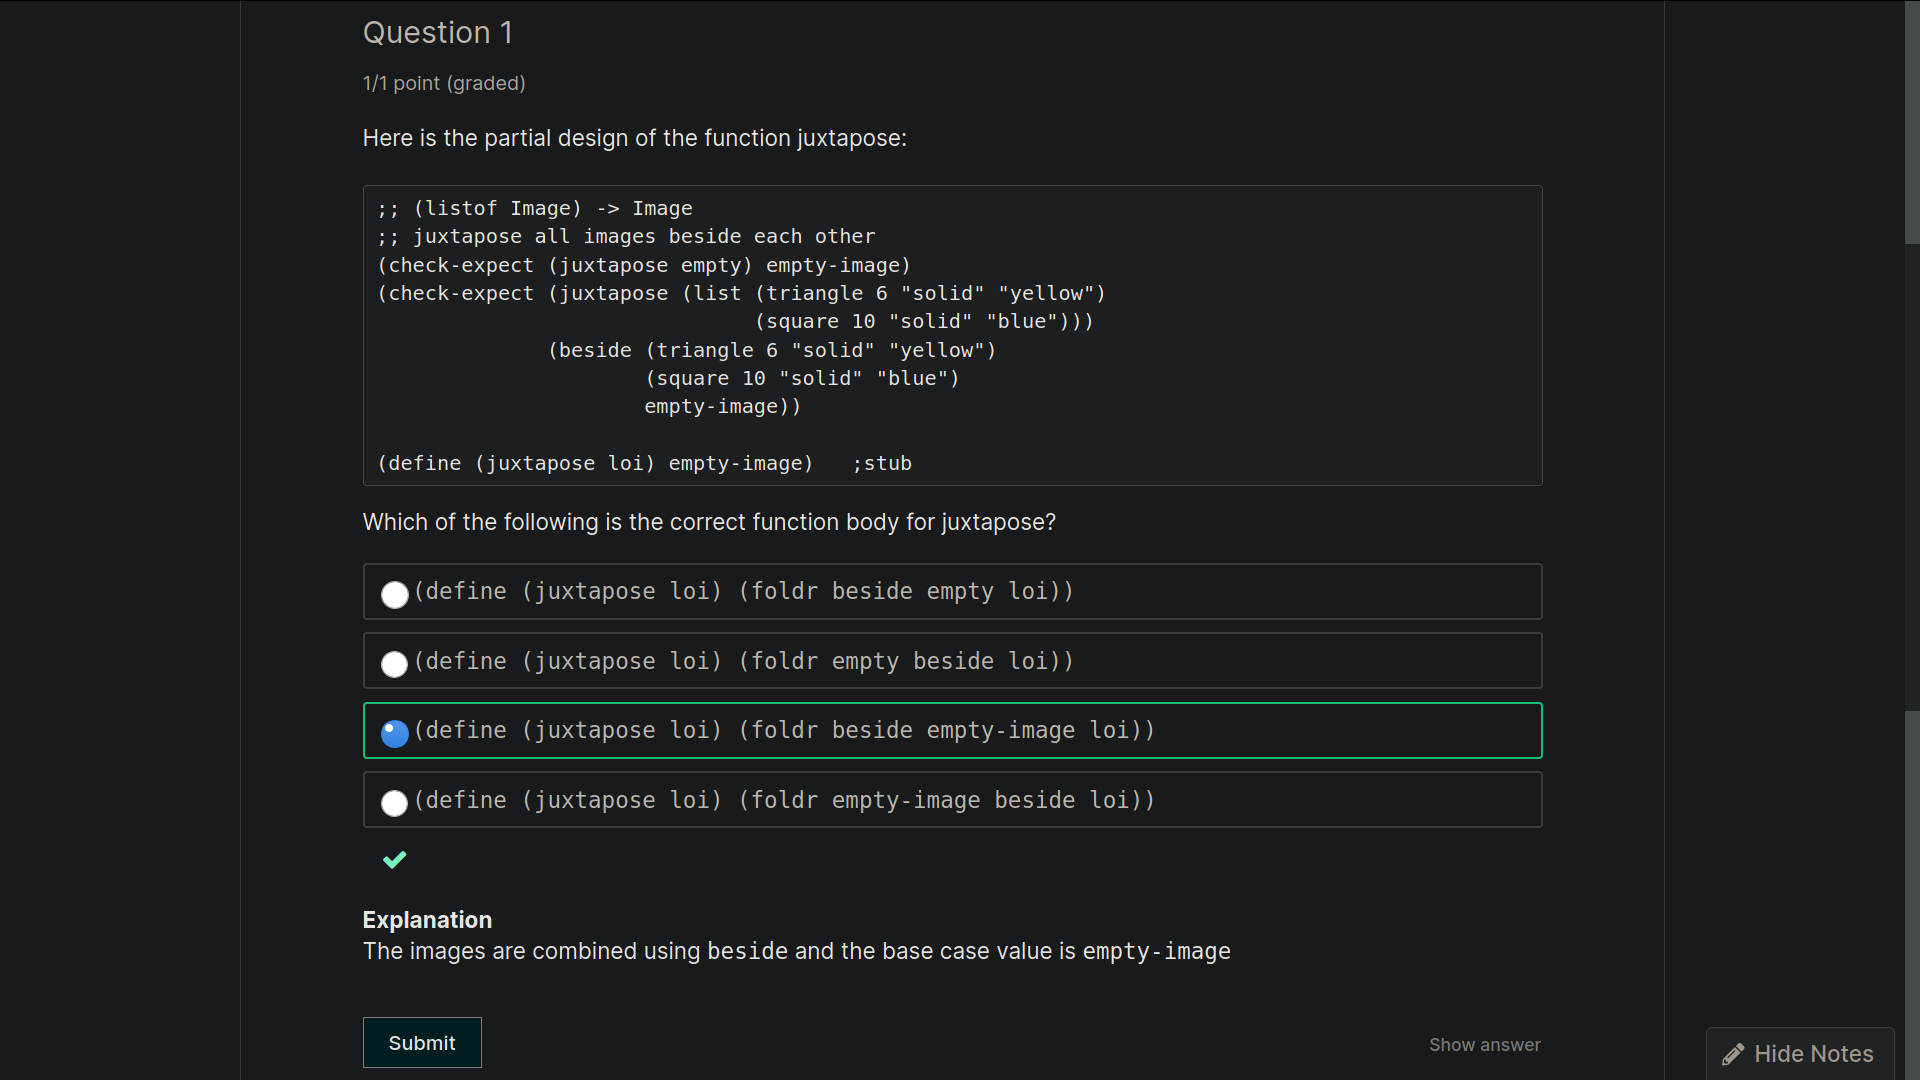 Question 1
1/1 point (graded)
Here is the partial design of the function juxtapose:
;; (listof Image) -> Image
;; juxtapose all images beside each other
(check-expect (juxtapose empty) empty-image)
(check-expect (juxtapose (list (triangle 6 "solid" "yellow")
                               (square 10 "solid" "blue")))
              (beside (triangle 6 "solid" "yellow")
                      (square 10 "solid" "blue")
                      empty-image))

(define (juxtapose loi) empty-image)   ;stub
Which of the following is the correct function body for juxtapose?
(define (juxtapose loi) (foldr beside empty loi))
(define (juxtapose loi) (foldr empty beside loi))
(define (juxtapose loi) (foldr beside empty-image loi))
(define (juxtapose loi) (foldr empty-image beside loi))
Explanation
The images are combined using beside and the base case value is empty-image
Submit
Show answer
Hide Notes